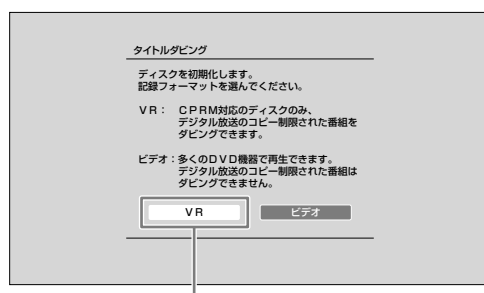 タイトルダビング
ディスクを初期化します。
記録フォーマットを選んでください。
ＶＲ： ＣＰＲＭ対応のディスクのみ、
デジタル放送のコピー制限された番組を
ダビングできます。
ビデオ：多くのＤＶＤ機器で再生できます。
デジタル放送のコピー制限された番組は
ダビングできません。
ＶＲ ビデオ